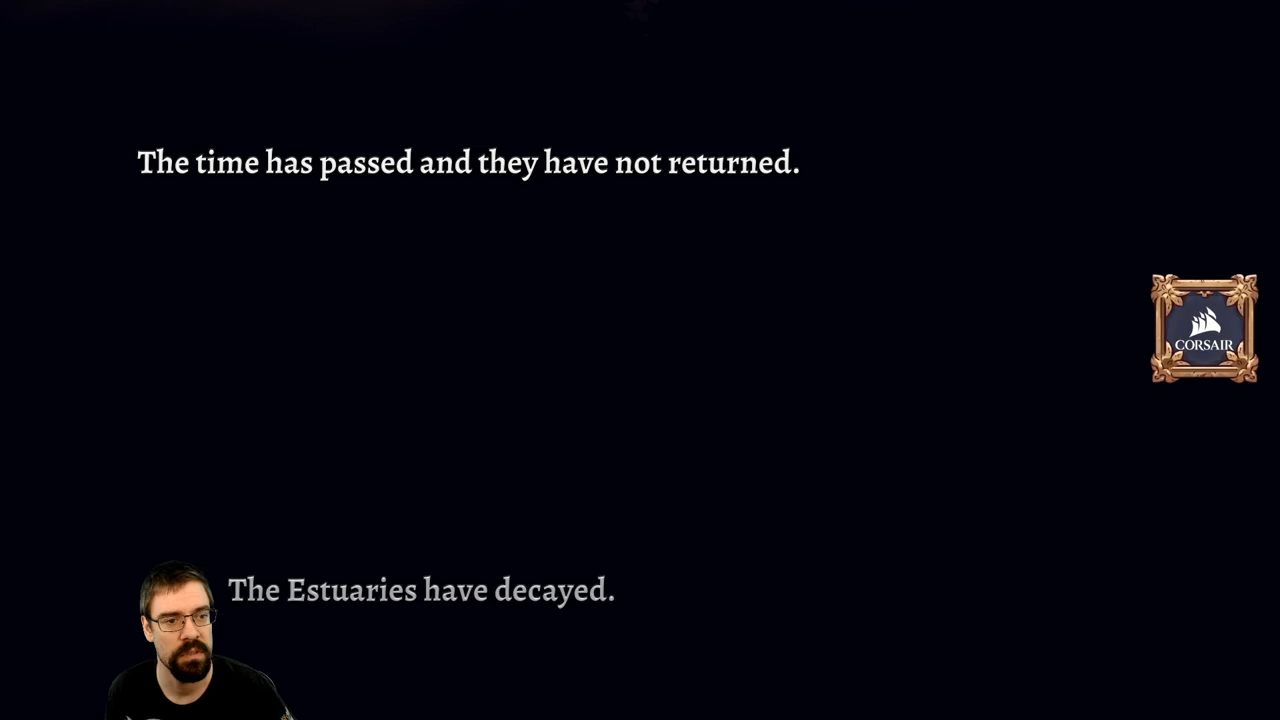 The time has passed and they have not returned.
CORSAIR
The Estuaries have decayed.